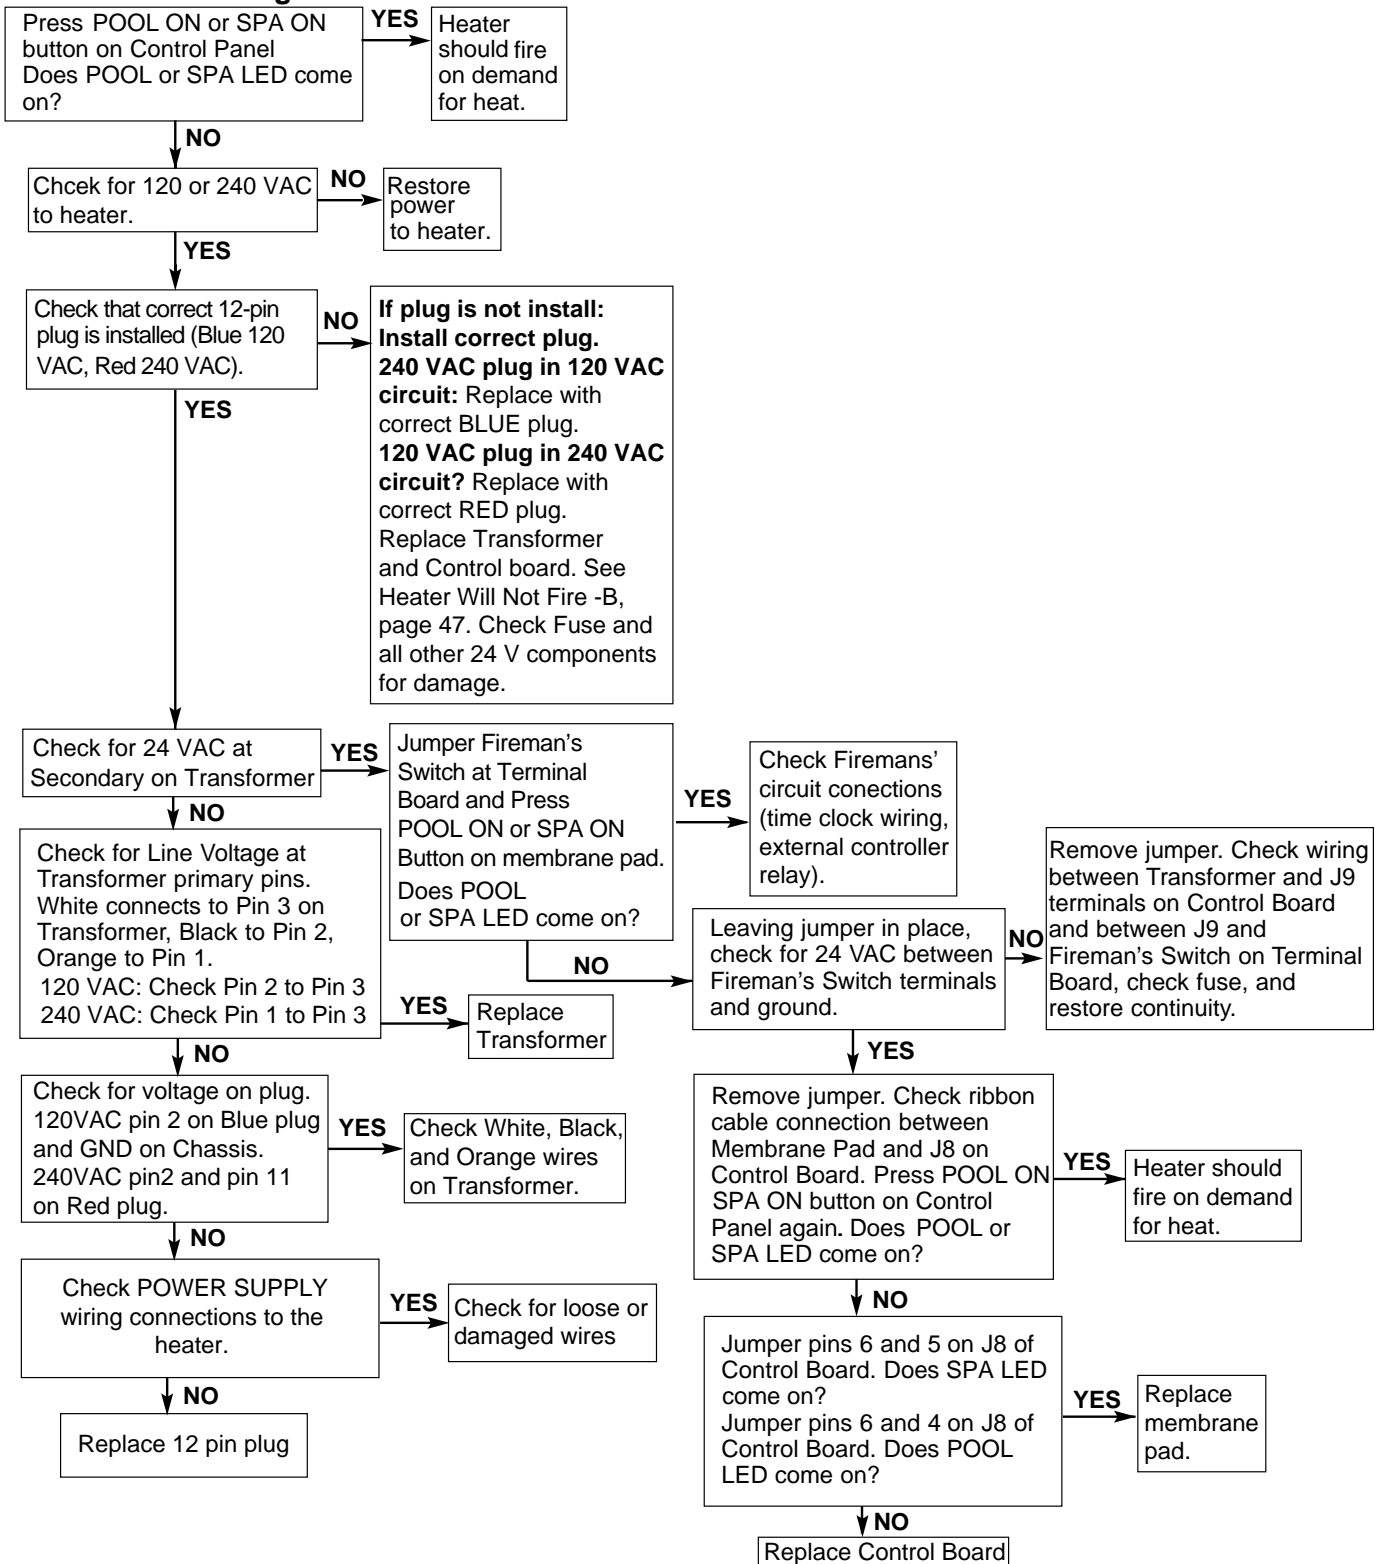 Press POOL ON or SPA ON
button on Control Panel
Does POOL or SPA LED come
on?
YES
Heater
should fire
on demand
for heat.
NO
Chcek for 120 or 240 VAC
to heater.
NO
Restore
power
to heater.
YES
Check that correct 12-pin
plug is installed (Blue 120
VAC, Red 240 VAC).
NO
If plug is not install:
Install correct plug.
240 VAC plug in 120 VAC
circuit: Replace with
correct BLUE plug.
120 VAC plug in 240 VAC
circuit? Replace with
correct RED plug.
Replace Transformer
and Control board. See
Heater Will Not Fire -B,
page 47. Check Fuse and
all other 24 V components
for damage.
YES
Check for 24 VAC at
Secondary on Transformer
YES
Jumper Fireman's
Switch at Terminal
Board and Press
POOL ON or SPA ON
Button on membrane pad.
Does POOL
or SPA LED come on?
YES
Check Firemans'
circuit conections
(time clock wiring,
external controller
relay).
NO
Leaving jumper in place,
check for 24 VAC between
Fireman's Switch terminals
and ground.
NO
Remove jumper. Check wiring
between Transformer and J9
terminals on Control Board
and between J9 and
Fireman's Switch on Terminal
Board, check fuse, and
restore continuity.
NO
Check for Line Voltage at
Transformer primary pins.
White connects to Pin 3 on
Transformer, Black to Pin 2,
Orange to Pin 1.
120 VAC: Check Pin 2 to Pin 3
240 VAC: Check Pin 1 to Pin 3
YES
Replace
Transformer
NO
Check for voltage on plug.
120VAC pin 2 on Blue plug
and GND on Chassis.
240VAC pin2 and pin 11
on Red plug.
YES
Check White, Black,
and Orange wires
on Transformer.
NO
Check POWER SUPPLY
wiring connections to the
heater.
YES
Check for loose or
damaged wires
NO
Replace 12 pin plug
YES
Remove jumper. Check ribbon
cable connection between
Membrane Pad and J8 on
Control Board. Press POOL ON
SPA ON button on Control
Panel again. Does POOL or
SPA LED come on?
YES
Heater should
fire on demand
for heat.
NO
Jumper pins 6 and 5 on J8 of
Control Board. Does SPA LED
come on?
Jumper pins 6 and 4 on J8 of
Control Board. Does POOL
LED come on?
YES
Replace
membrane
pad.
NO
Replace Control Board